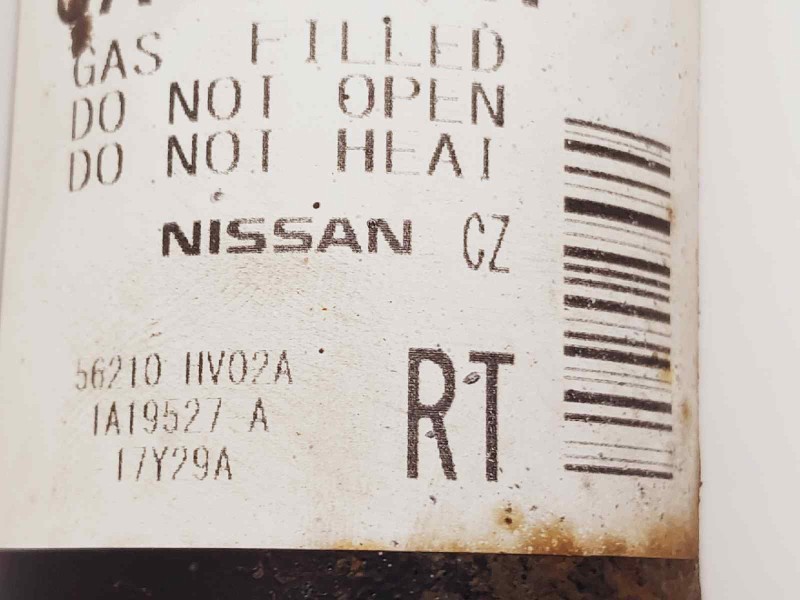 GAS FILLED
DO NOT OPEN
DO NOT HEAT
NISSAN CZ
56210 HV02A
1A19527 A
17Y29A
RT